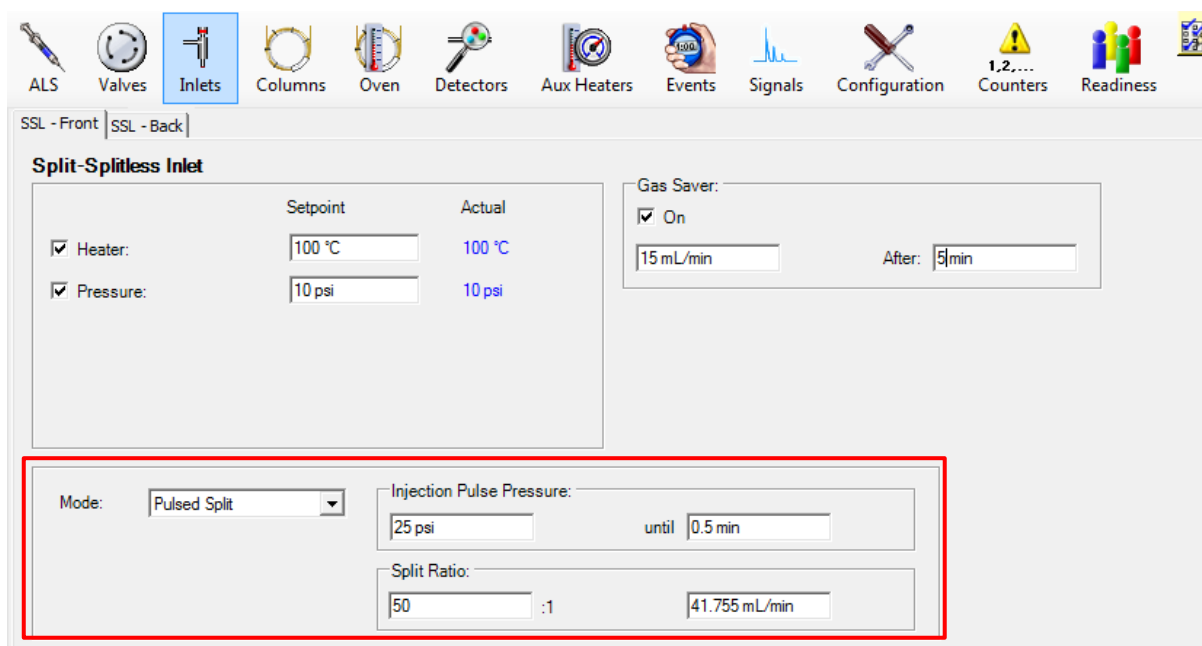 ALS Valves Inlets Columns Oven Detectors Aux Heaters Events Signals Configuration Counters Readiness
1:00
1,2,...
SSL - Front SSL - Back
Split-Splitless Inlet
Setpoint Actual
Heater: 100 °C 100 °C
Pressure: 10 psi 10 psi
Gas Saver:
On
15 mL/min After: 5 min
Mode: Pulsed Split
Injection Pulse Pressure:
25 psi until 0.5 min
Split Ratio:
50 :1 41.755 mL/min